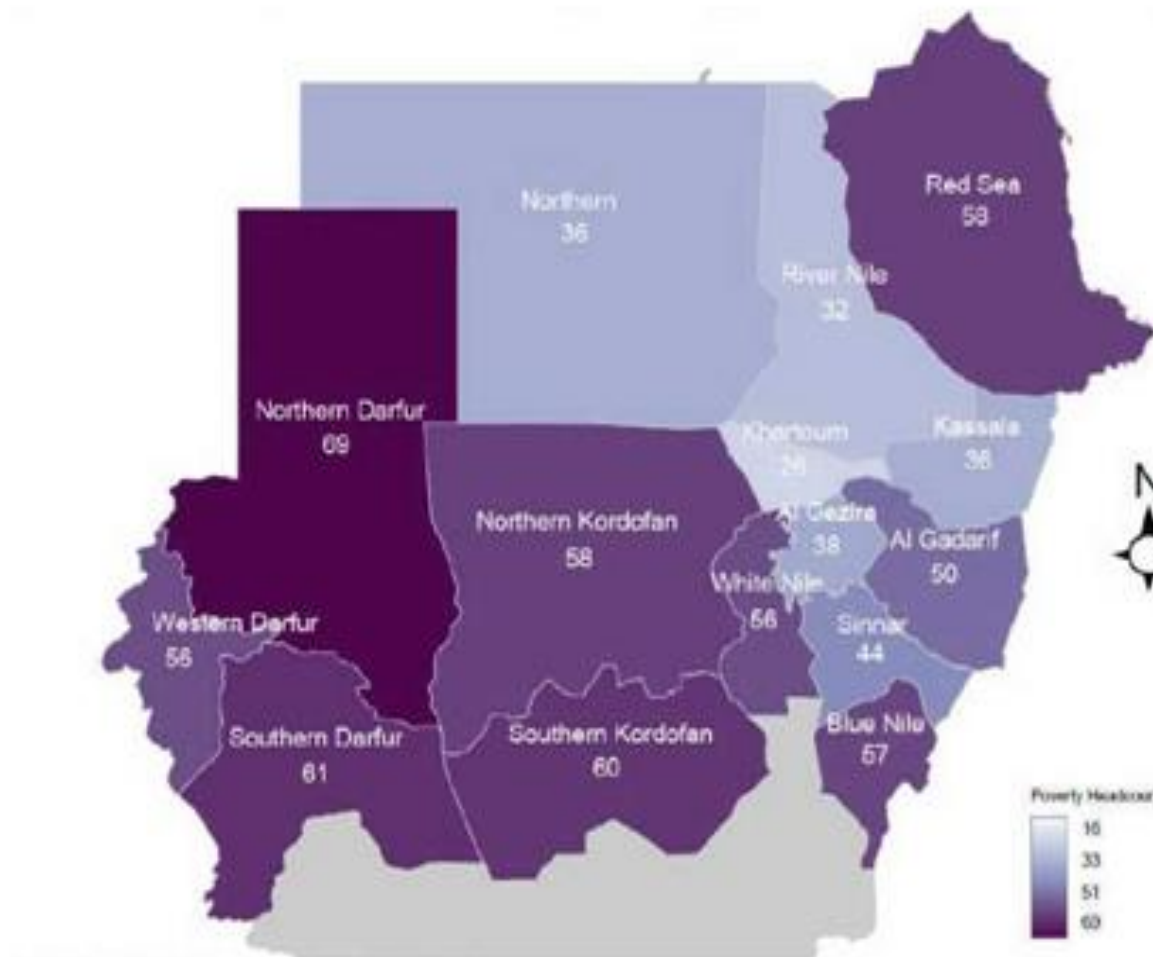 Red Sea
58
Northern
36
River Nile
32
Northern Darfur
69
Khartoum
26
Kassala
36
Al Gezira
38
Northern Kordofan
58
Al Gadarif
50
White Nile
56
Western Darfur
56
Sinnar
44
Southern Darfur
61
Southern Kordofan
60
Blue Nile
57
N
Poverty Headcoun
16
33
51